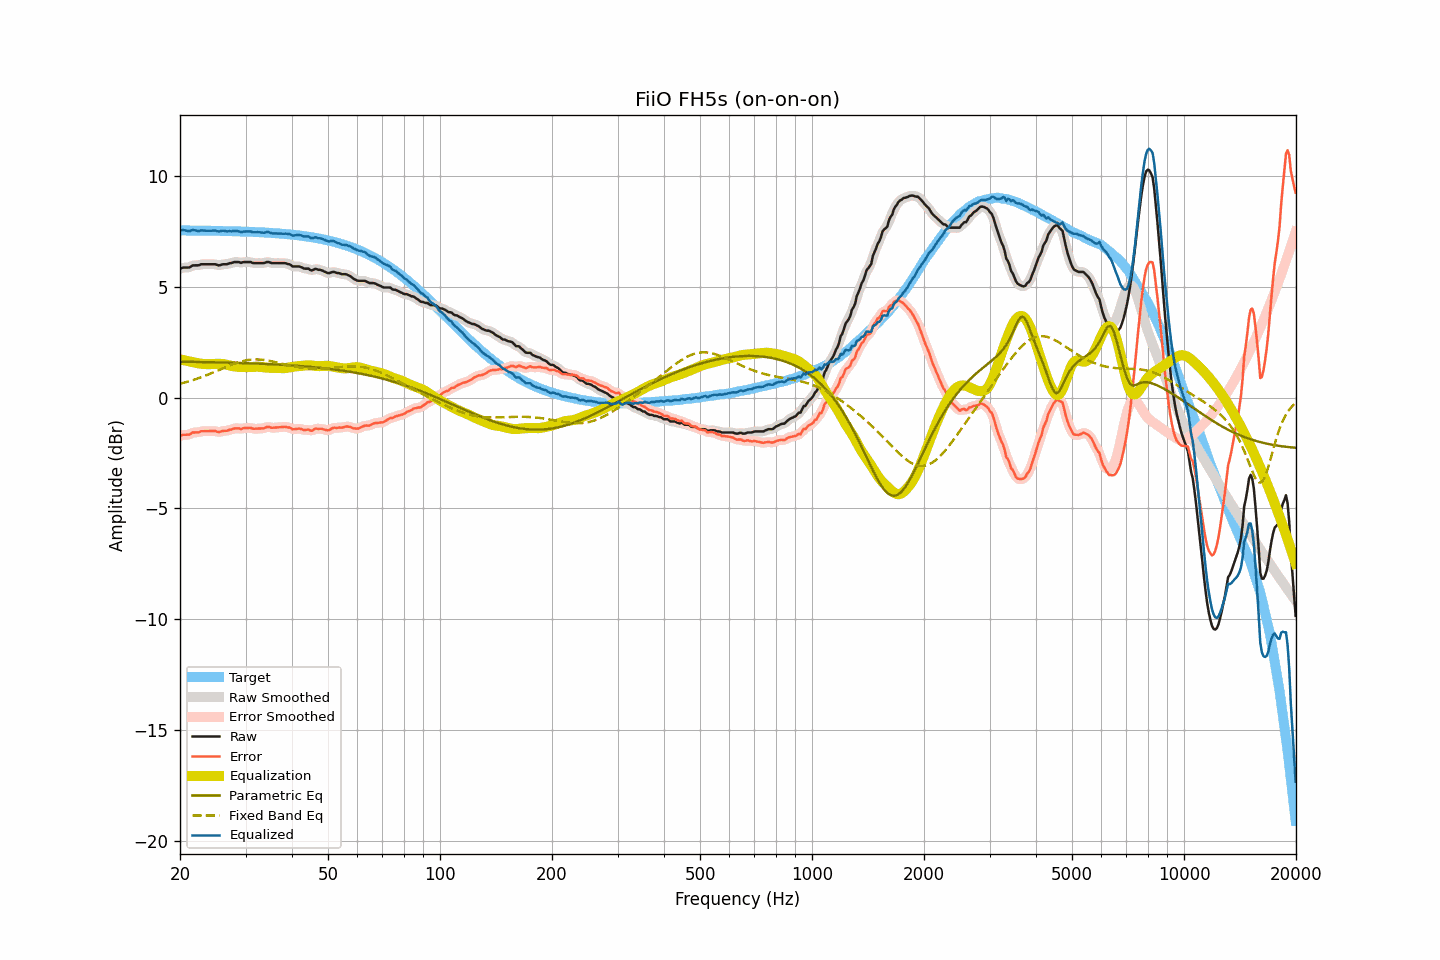 FiiO FH5s (on-on-on)
10
5
0
−5
−10
−15
−20
Amplitude (dBr)
Target
Raw Smoothed
Error Smoothed
Raw
Error
Equalization
Parametric Eq
Fixed Band Eq
Equalized
20 50 100 200 500 1000 2000 5000 10000 20000
Frequency (Hz)